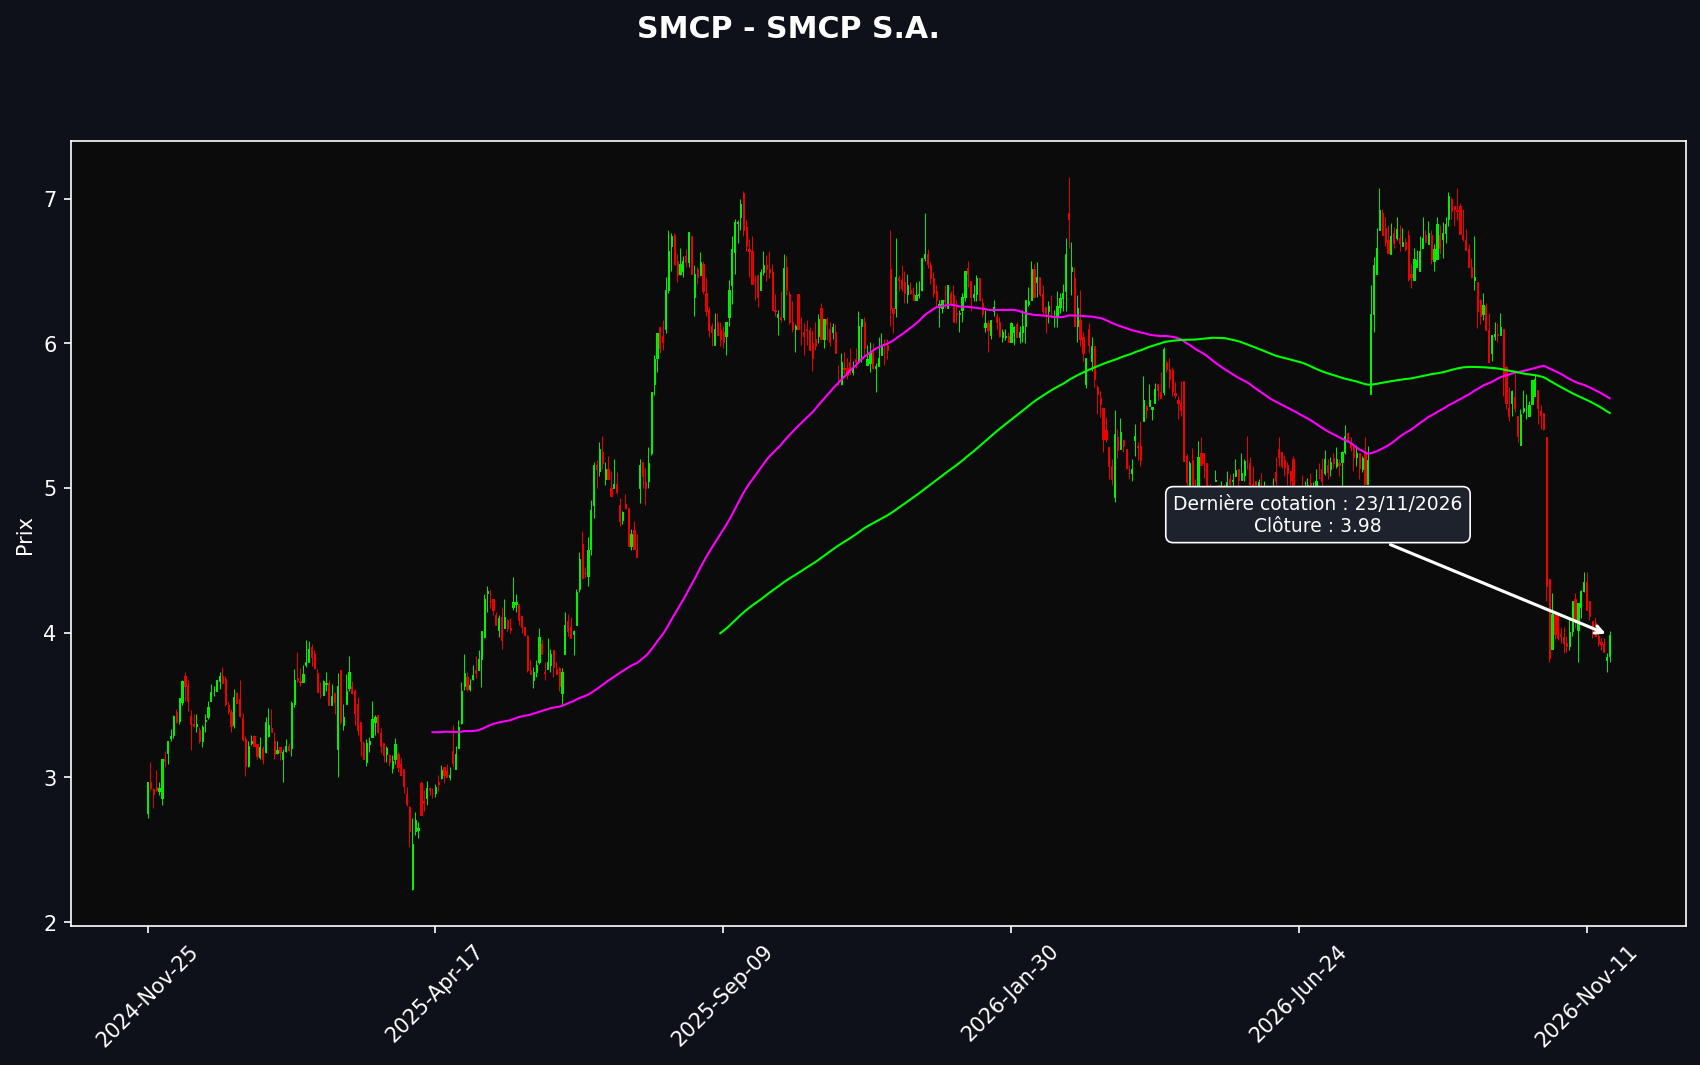 SMCP - SMCP S.A.
Prix
7
6
5
4
3
2
Dernière cotation : 23/11/2026
Clôture : 3.98
2024-Nov-25
2025-Apr-17
2025-Sep-09
2026-Jan-30
2026-Jun-24
2026-Nov-11